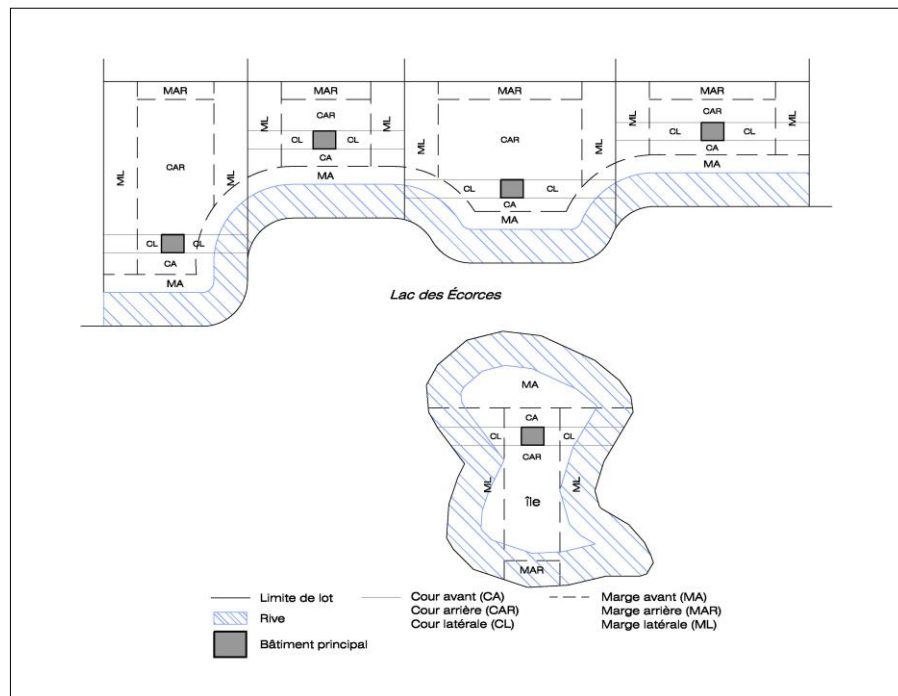 MAR
MAR
MAR
MAR
CAR
CAR
ML
ML
ML
ML
CL
CL
CL
CL
CAR
CA
CA
CAR
ML
ML
MA
MA
ML
ML
CL
CL
CA
MA
CL
CL
CA
MA
Lac des Écorces
MA
CA
CL
CL
CAR
ML
ML
île
MAR
Limite de lot
Rive
Bâtiment principal
Cour avant (CA)
Cour arrière (CAR)
Cour latérale (CL)
Marge avant (MA)
Marge arrière (MAR)
Marge latérale (ML)